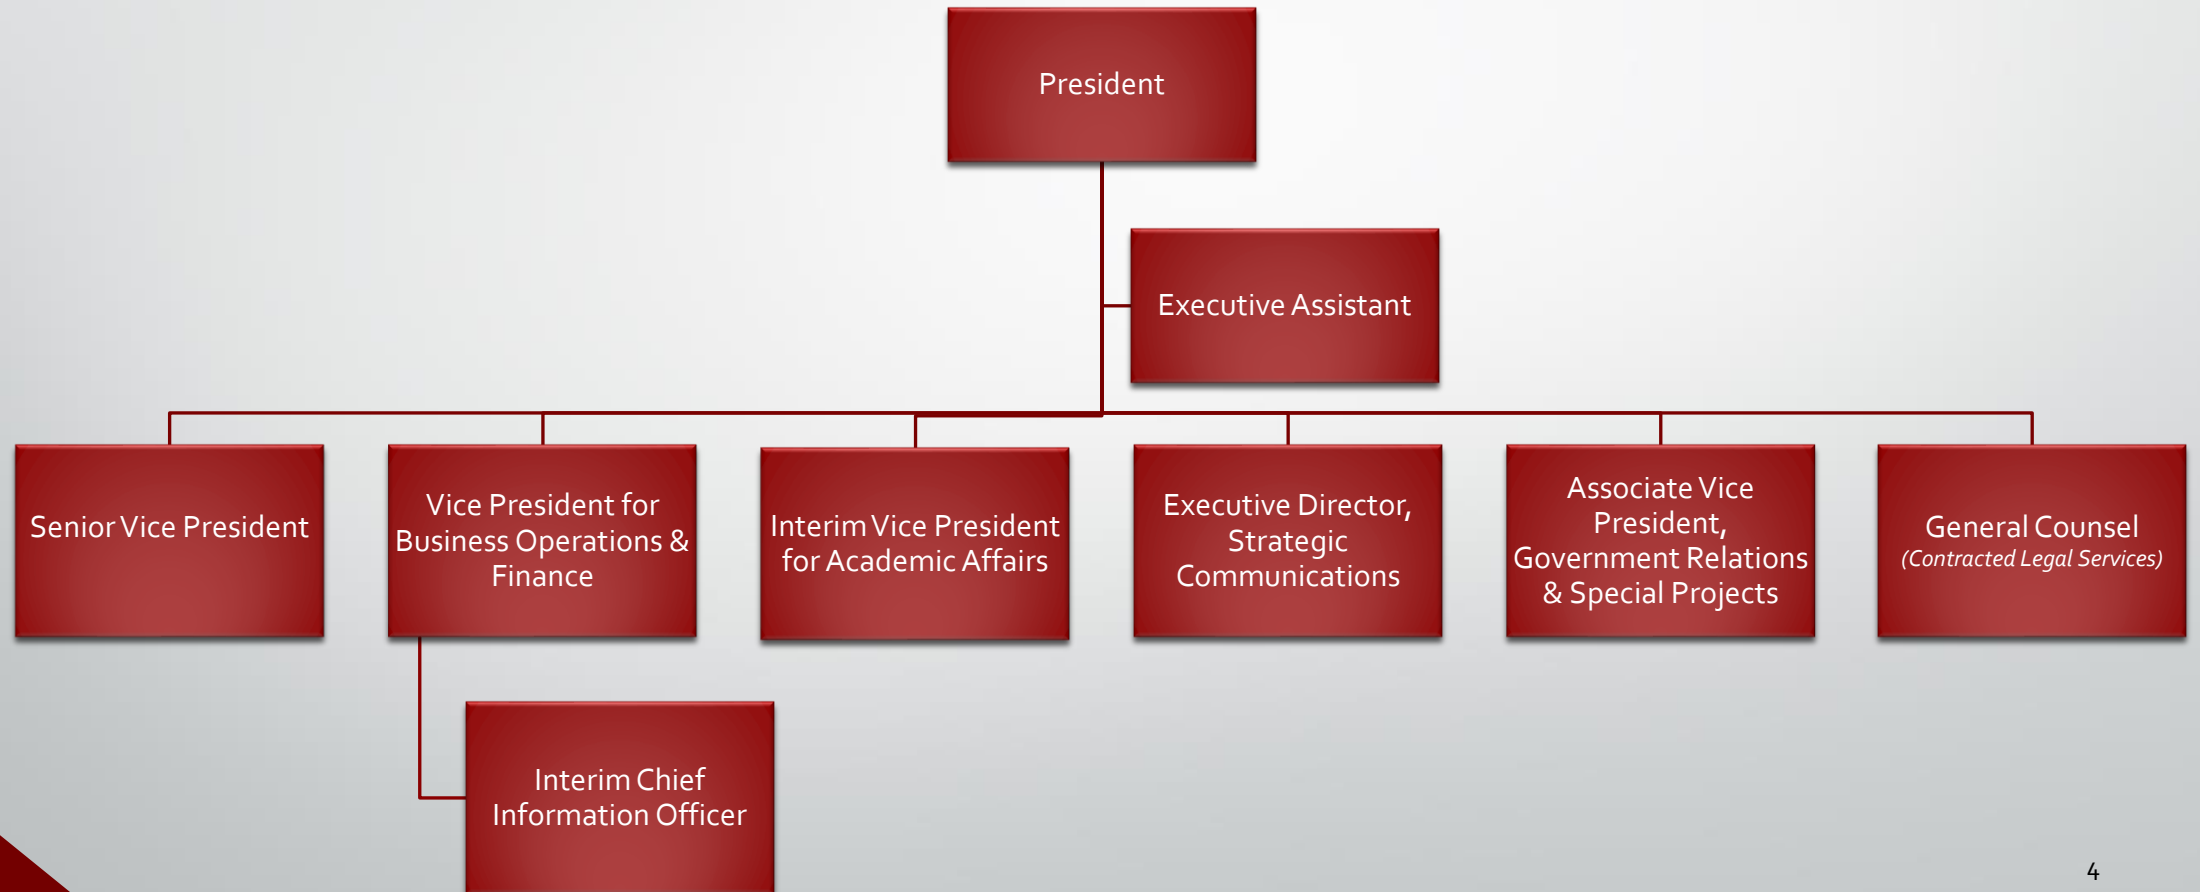 President
Executive Assistant
Senior Vice President
Vice President for
Business Operations &
Finance
Interim Vice President
for Academic Affairs
Executive Director,
Strategic
Communications
Associate Vice
President,
Government Relations
& Special Projects
General Counsel
(Contracted Legal Services)
Interim Chief
Information Officer
4